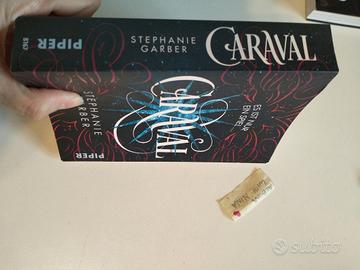 PIPER
STEPHANIE
GARBER
CARAVAL
STEPHANIE
GARBER
CARAVAL
ES IST NUR
EIN SPIEL
PIPER
subito